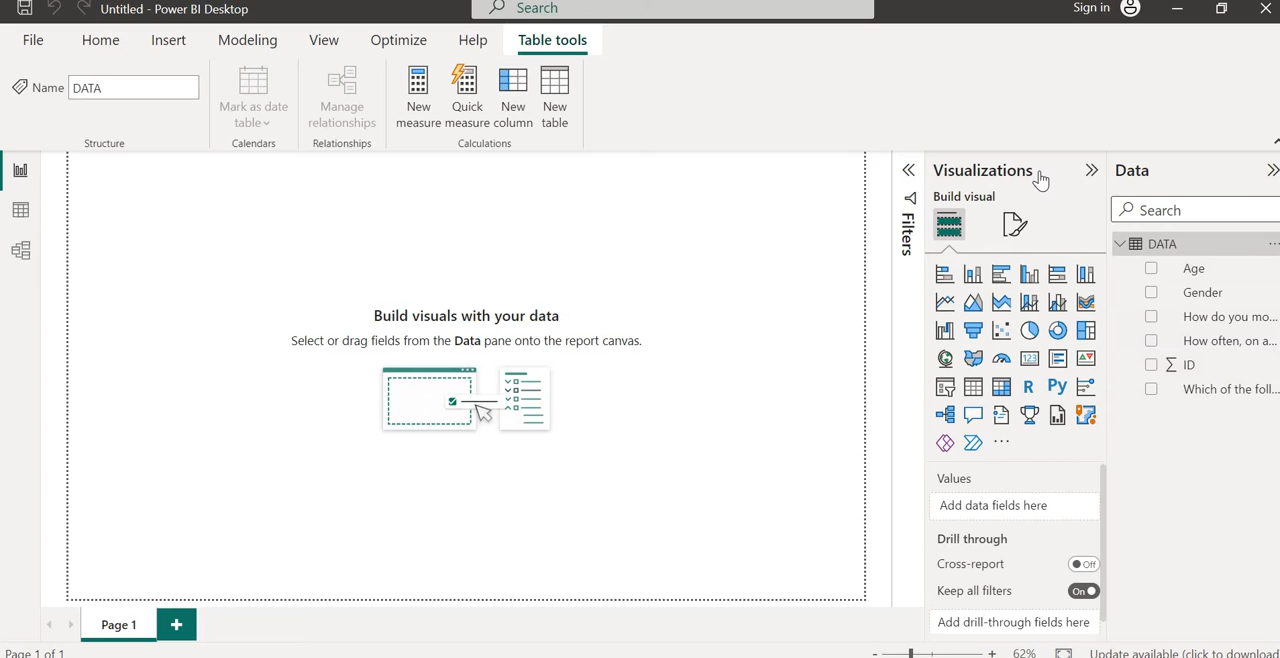 Untitled - Power BI Desktop
Search
Sign in
File
Home
Insert
Modeling
View
Optimize
Help
Table tools
Name
DATA
Mark as date
table
Manage
relationships
New
measure
Quick
measure
New
column
New
table
Structure
Calendars
Relationships
Calculations
Filters
Visualizations
Build visual
123
R
Py
...
Values
Add data fields here
Drill through
Cross-report
Off
Keep all filters
On
Add drill-through fields here
Data
Search
DATA
...
Age
Gender
How do you mo...
How often, on a...
ID
Which of the foll...
Build visuals with your data
Select or drag fields from the Data pane onto the report canvas.
Page 1
Page 1 of 1
62%
Update available (click to download